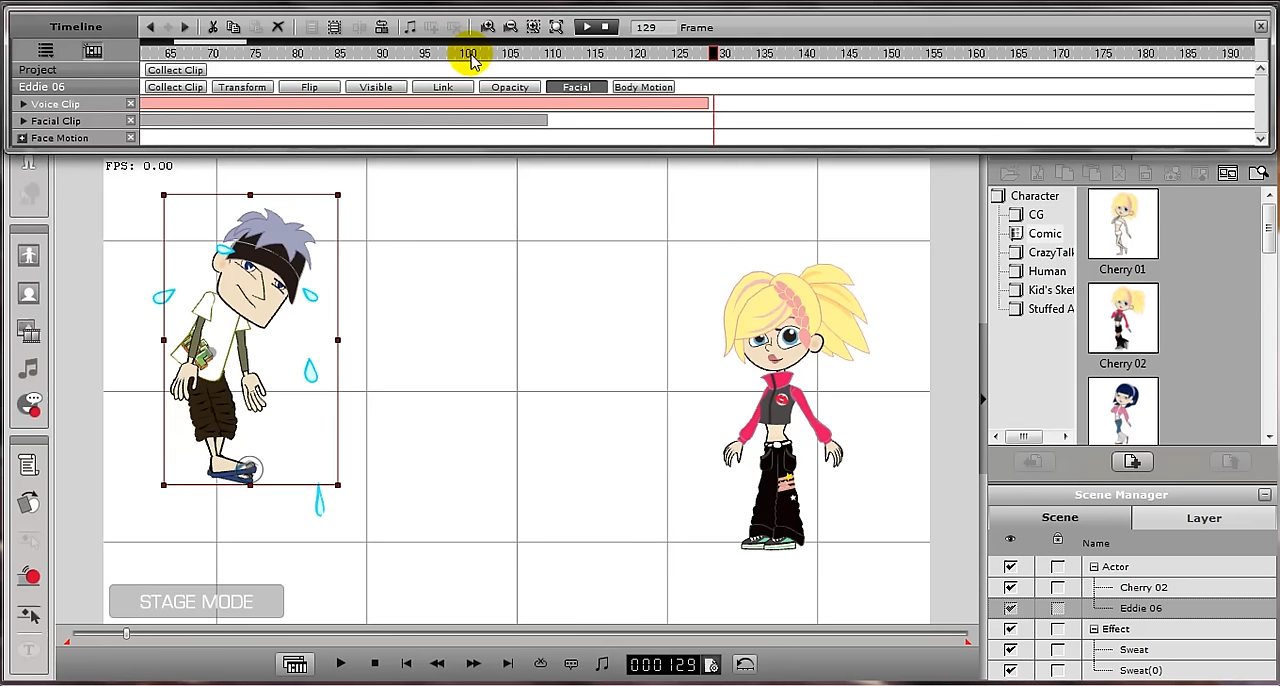 Timeline
129 Frame
65 70 75 80 85 90 95 100 105 110 115 120 125 30 135 140 145 150 155 160 165 170 175 180 185 190
Project Collect Clip
Eddie 06 Collect Clip Transform Flip Visible Link Opacity Facial Body Motion
Voice Clip
Facial Clip
Face Motion
FPS: 0.00
Character
CG
Comic
CrazyTalk
Human
Kid's Sket
Stuffed A
Cherry 01
Cherry 02
STAGE MODE
000129
Scene Manager
Scene Layer
Name
Actor
Cherry 02
Eddie 06
Effect
Sweat
Sweat(0)